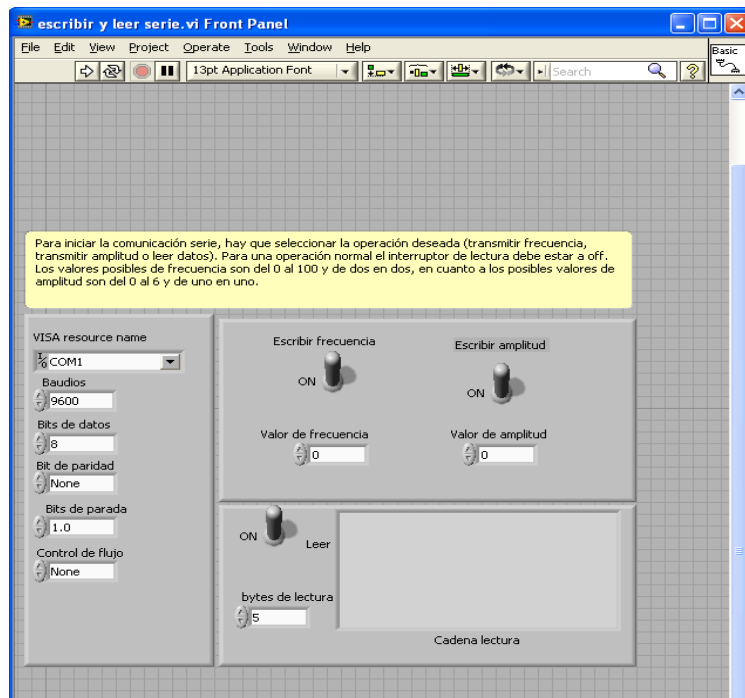 escribir y leer serie.vi Front Panel
File Edit View Project Operate Tools Window Help
Basic
13pt Application Font
Search
?
Para iniciar la comunicación serie, hay que seleccionar la operación deseada (transmitir frecuencia,
transmitir amplitud o leer datos). Para una operación normal el interruptor de lectura debe estar a off.
Los valores posibles de frecuencia son del 0 al 100 y de dos en dos, en cuanto a los posibles valores de
amplitud son del 0 al 6 y de uno en uno.
VISA resource name
COM1
Baudios
9600
Bits de datos
8
Bit de paridad
None
Bits de parada
1.0
Control de flujo
None
Escribir frecuencia
ON
Valor de frecuencia
0
Escribir amplitud
ON
Valor de amplitud
0
ON
Leer
bytes de lectura
5
Cadena lectura